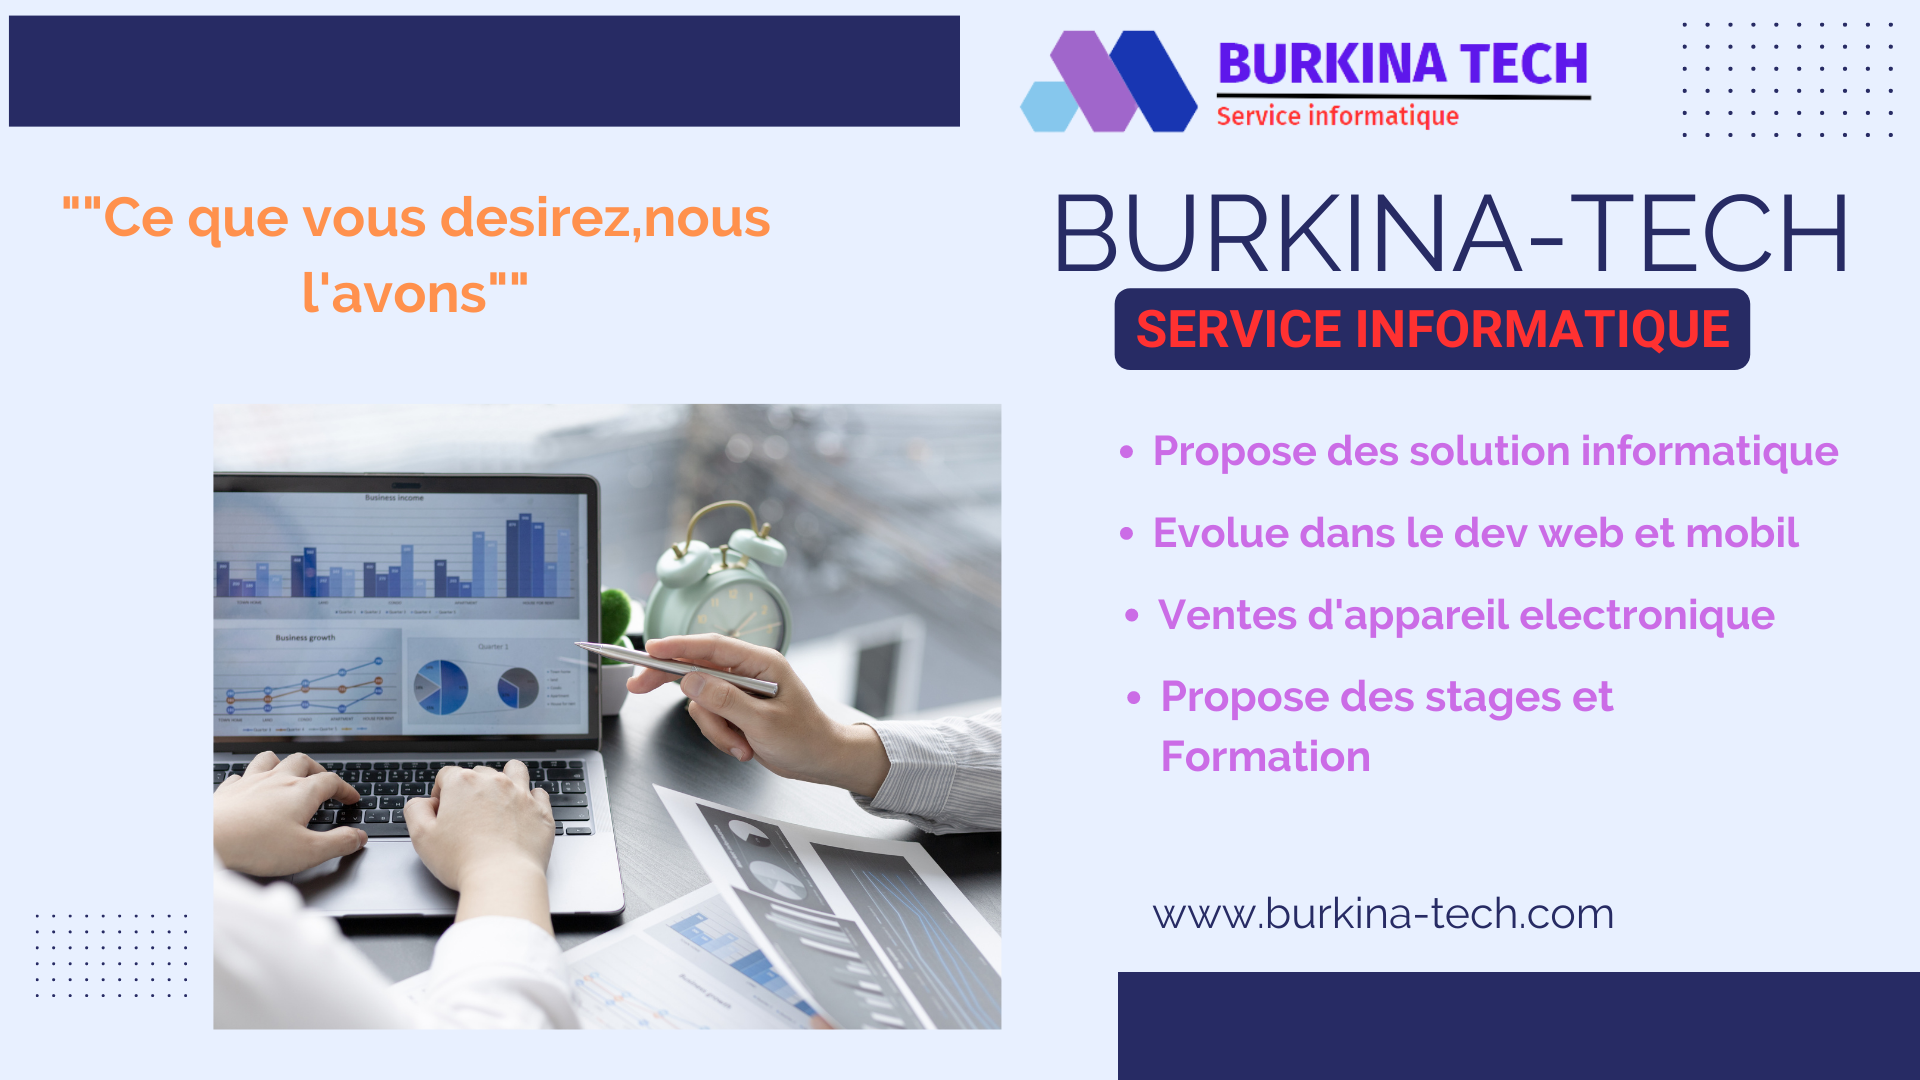 BURKINA TECH
Service informatique
""Ce que vous desirez,nous
l'avons""
BURKINA-TECH
SERVICE INFORMATIQUE
Business income
Business growth
Quarter 1
• Propose des solution informatique
• Evolue dans le dev web et mobil
• Ventes d'appareil electronique
• Propose des stages et
Formation
www.burkina-tech.com